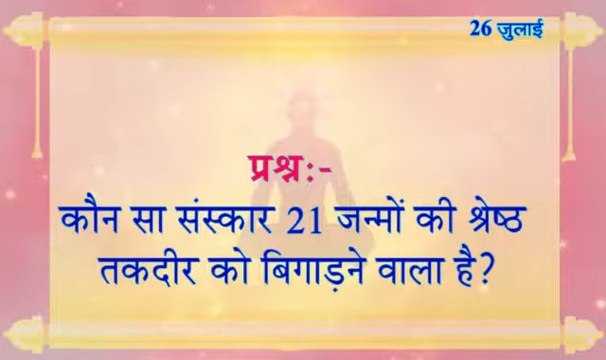 26 जुलाई
प्रश्न:-
कौन सा संस्कार 21 जन्मों की श्रेष्ठ
तकदीर को बिगाड़ने वाला है?